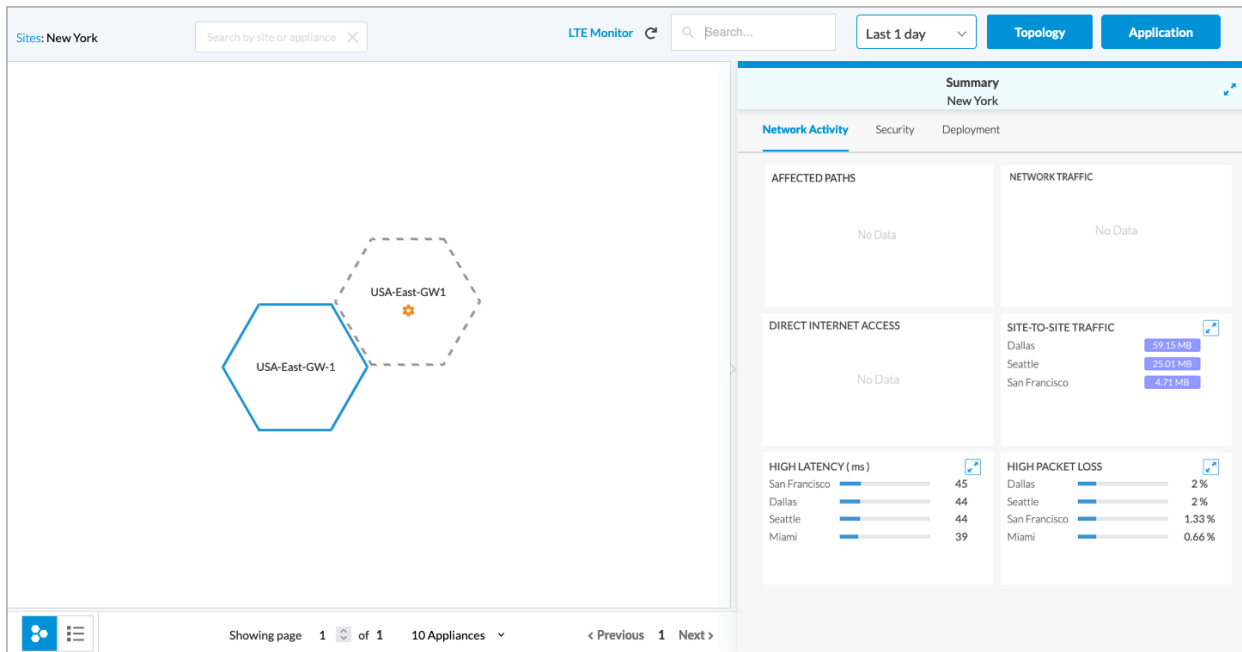 Sites: New York
Search by site or appliance
LTE Monitor
Search...
Last 1 day
Topology
Application
USA-East-GW1
USA-East-GW-1
Summary
New York
Network Activity Security Deployment
AFFECTED PATHS
No Data
NETWORK TRAFFIC
No Data
DIRECT INTERNET ACCESS
No Data
SITE-TO-SITE TRAFFIC
Dallas 59.15 MB
Seattle 25.01 MB
San Francisco 4.71 MB
HIGH LATENCY ( ms )
San Francisco 45
Dallas 44
Seattle 44
Miami 39
HIGH PACKET LOSS
Dallas 2 %
Seattle 2 %
San Francisco 1.33 %
Miami 0.66 %
Showing page 1 of 1 10 Appliances < Previous 1 Next >